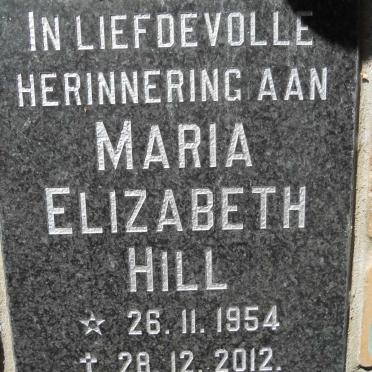 IN LIEFDEVOLLE
HERINNERING AAN
MARIA
ELIZABETH
HILL
☆ 26.11.1954
† 28.12.2012.